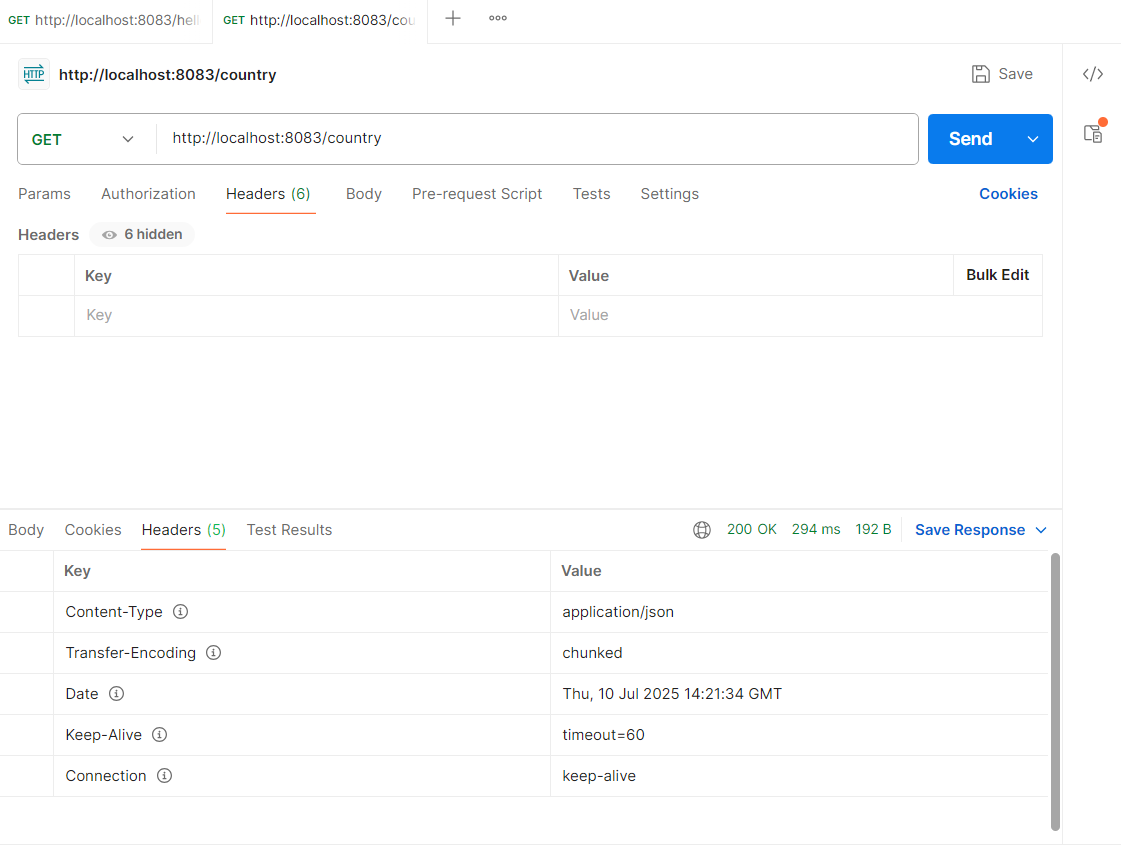 GET http://localhost:8083/hell GET http://localhost:8083/cou
HTTP http://localhost:8083/country Save
GET http://localhost:8083/country Send
Params Authorization Headers (6) Body Pre-request Script Tests Settings Cookies
Headers 6 hidden
Key Value Bulk Edit
Key Value
Body Cookies Headers (5) Test Results 200 OK 294 ms 192 B Save Response
Key Value
Content-Type application/json
Transfer-Encoding chunked
Date Thu, 10 Jul 2025 14:21:34 GMT
Keep-Alive timeout=60
Connection keep-alive